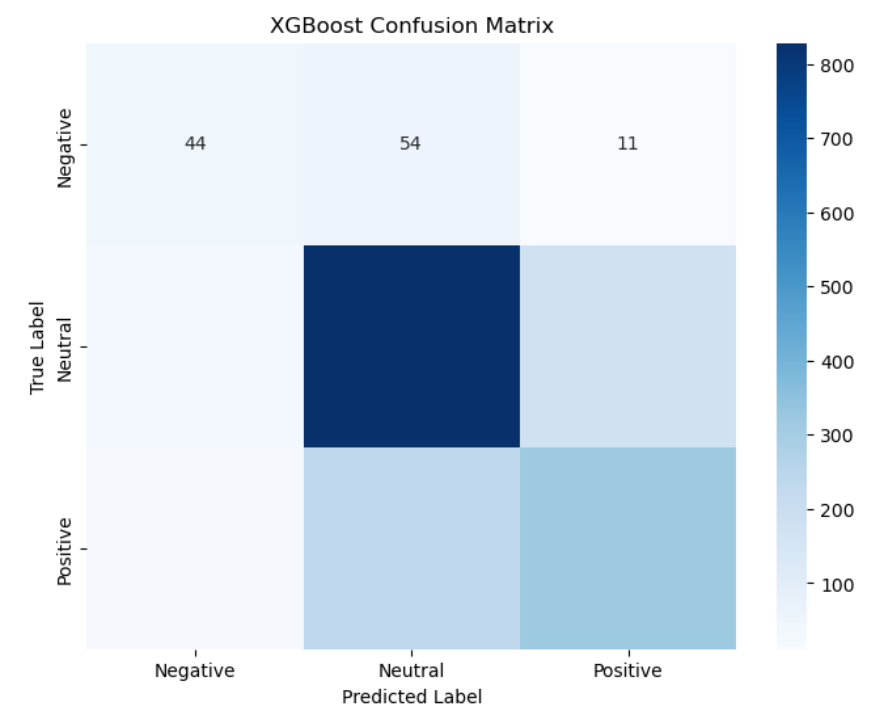 XGBoost Confusion Matrix
Negative
44 54 11
Neutral
Positive
True Label
Negative Neutral Positive
Predicted Label
800
700
600
500
400
300
200
100